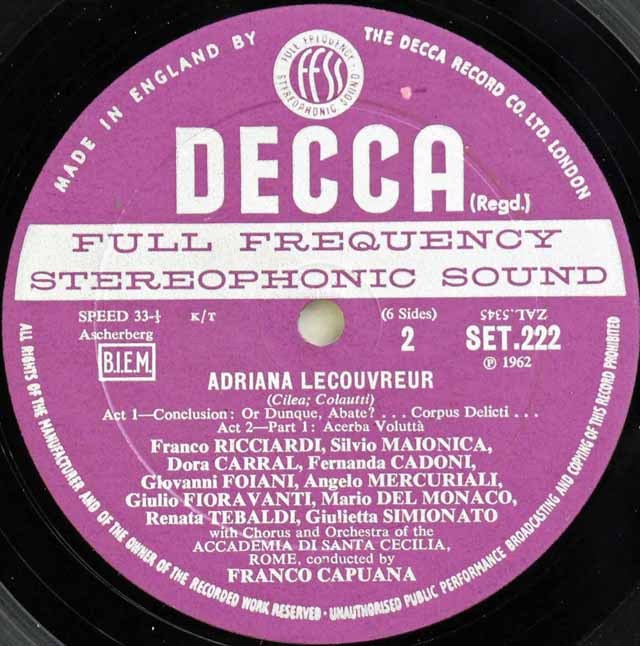 MADE IN ENGLAND BY
THE DECCA RECORD CO. LTD. LONDON
FULL FREQUENCY
FFSS
STEREOPHONIC SOUND
DECCA
(Regd.)
FULL FREQUENCY
STEREOPHONIC SOUND
SPEED 33-⅓ K/T (6 Sides) ZAL.5345
Ascherberg 2 SET.222
B.I.E.M. Ⓟ 1962
ADRIANA LECOUVREUR
(Cilea; Colautti)
Act 1—Conclusion: Or Dunque, Abate? . . . Corpus Delicti . . .
Act 2—Part 1: Acerba Voluttà
Franco RICCIARDI, Silvio MAIONICA,
Dora CARRAL, Fernanda CADONI,
Giovanni FOIANI, Angelo MERCURIALI,
Giulio FIORAVANTI, Mario DEL MONACO,
Renata TEBALDI, Giulietta SIMIONATO
with Chorus and Orchestra of the
ACCADEMIA DI SANTA CECILIA,
ROME, conducted by
FRANCO CAPUANA
ALL RIGHTS OF THE MANUFACTURER AND OF THE OWNER OF THE RECORDED WORK RESERVED · UNAUTHORISED PUBLIC PERFORMANCE BROADCASTING AND COPYING OF THIS RECORD PROHIBITED